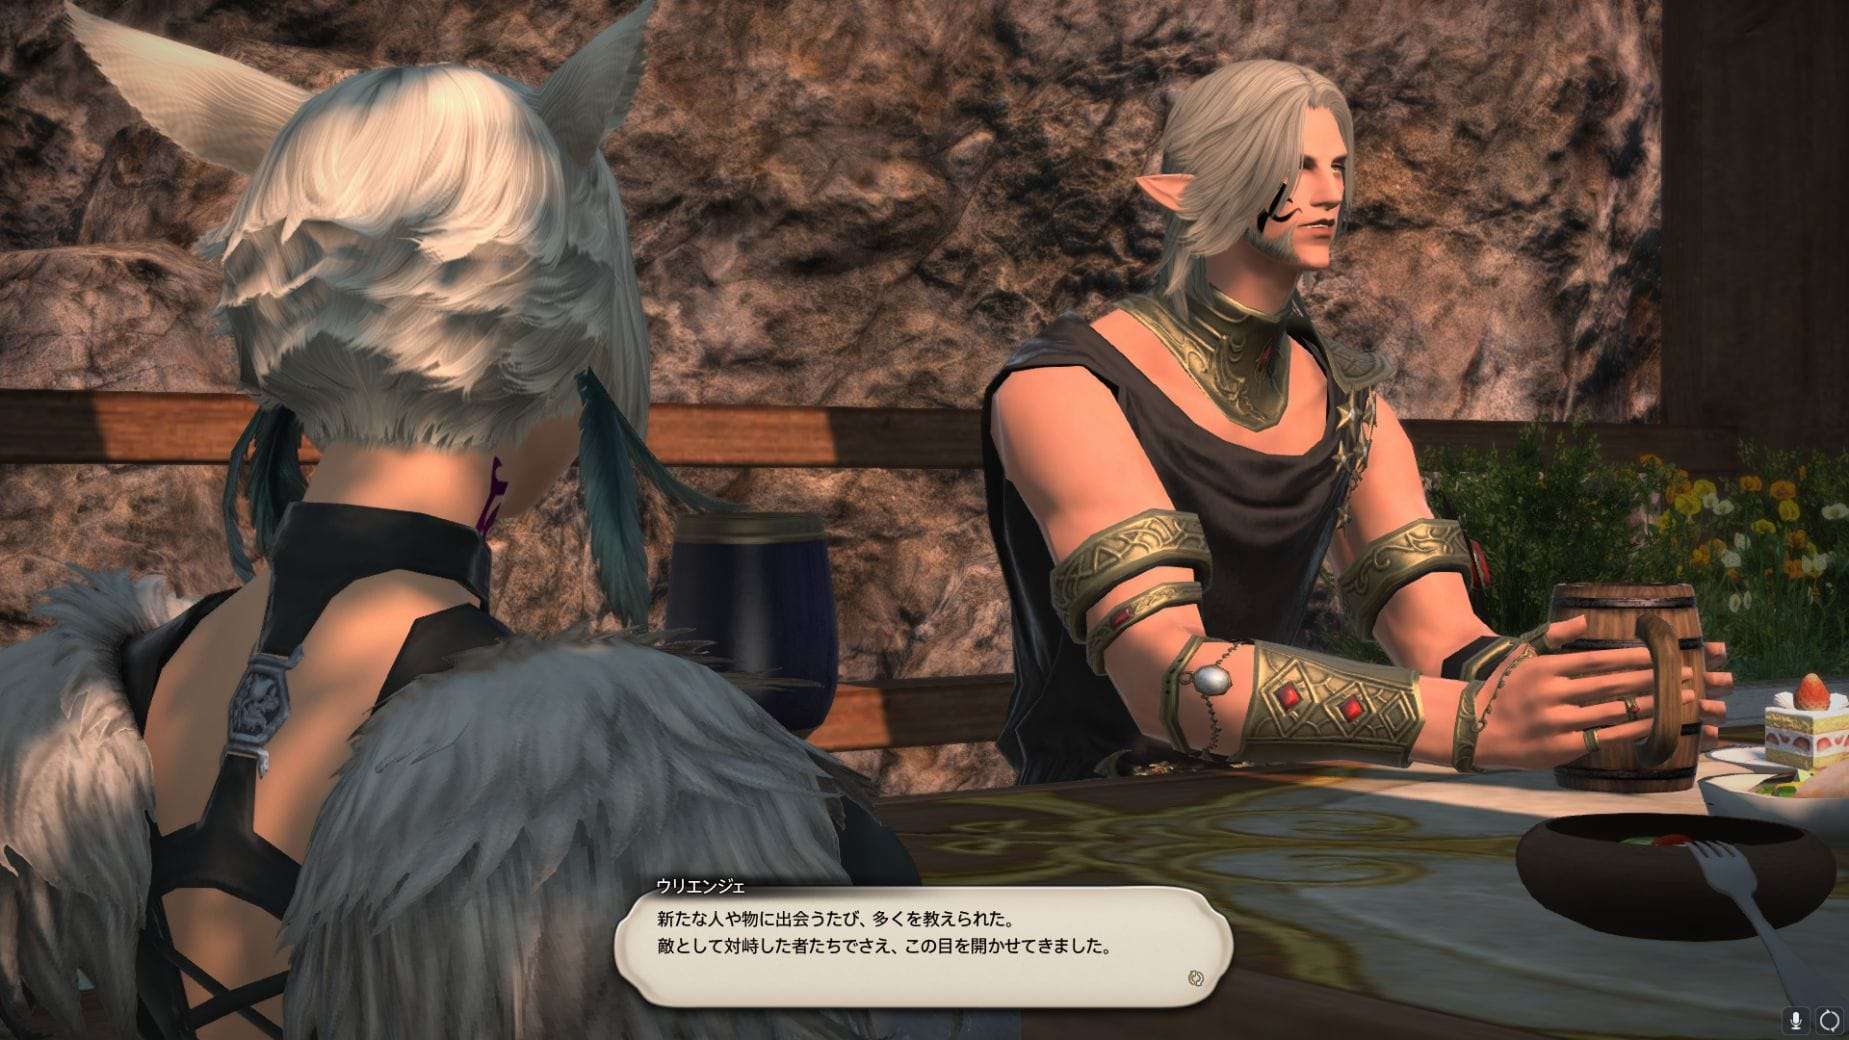 ウリエンジェ
新たな人や物に出会うたび、多くを教えられた。
敵として対峙した者たちでさえ、この目を開かせてきました。